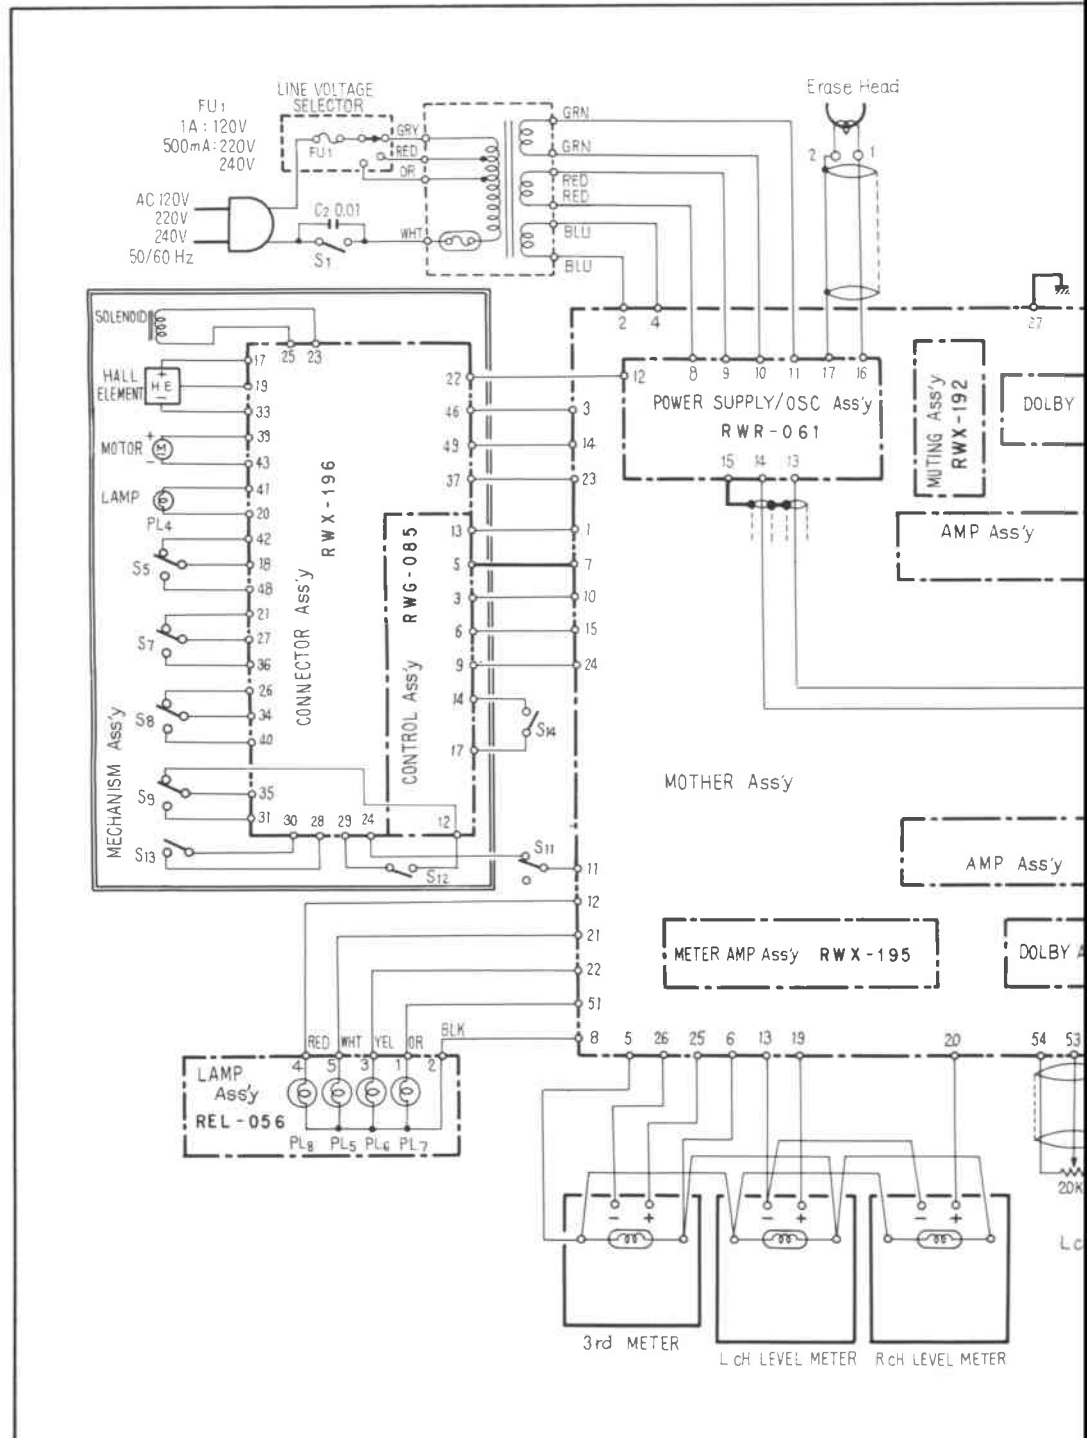 FU1
1A : 120V
500mA : 220V
240V
LINE VOLTAGE
SELECTOR
FU1
GRY
RED
OR
WHT
AC 120V
220V
240V
50/60 Hz
C2 0.01
S1
GRN
GRN
RED
RED
BLU
BLU
Erase Head
2 1
2 4
27
SOLENOID
25 23
HALL
ELEMENT
+
H E
−
MOTOR
+
M
−
LAMP
PL4
S5
S7
S8
S9
S13
MECHANISM Ass'y
17
19
33
39
43
41
20
42
18
48
21
27
36
26
34
40
35
31
30 28 29 24 12
CONNECTOR Ass'y
RWX-196
CONTROL Ass'y
RWG-085
22
46
49
37
13
5
3
6
9
14
17
S14
S12
S11
3
14
23
1
7
10
15
24
11
12
21
22
51
8
12
8 9 10 11 17 16
POWER SUPPLY/OSC Ass'y
RWR-061
15 14 13
MUTING Ass'y
RWX-192
DOLBY
AMP Ass'y
MOTHER Ass'y
AMP Ass'y
METER AMP Ass'y RWX-195
DOLBY A
5 26 25 6 13 19 20 54 53
RED WHT YEL OR BLK
4 5 3 1 2
LAMP
Ass'y
REL-056
PL8 PL5 PL6 PL7
20K
L c
− + − + − +
3rd METER
L cH LEVEL METER
R cH LEVEL METER